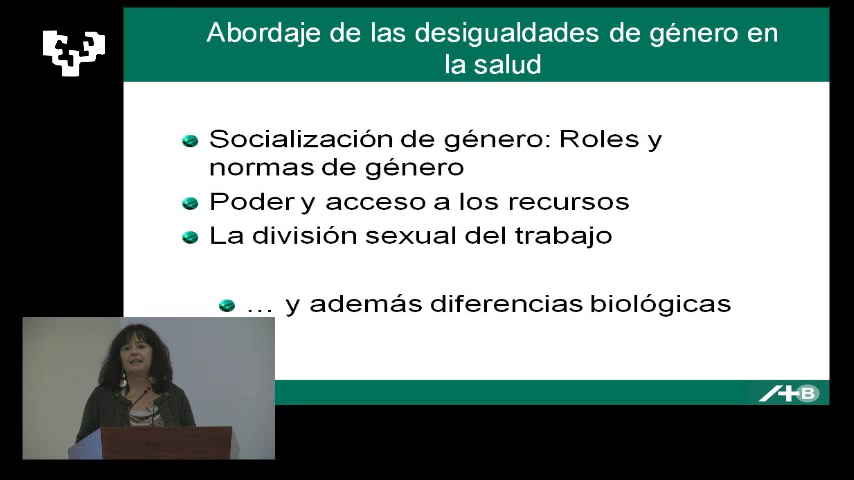 Abordaje de las desigualdades de género en
la salud
Socialización de género: Roles y
normas de género
Poder y acceso a los recursos
La división sexual del trabajo
... y además diferencias biológicas
B